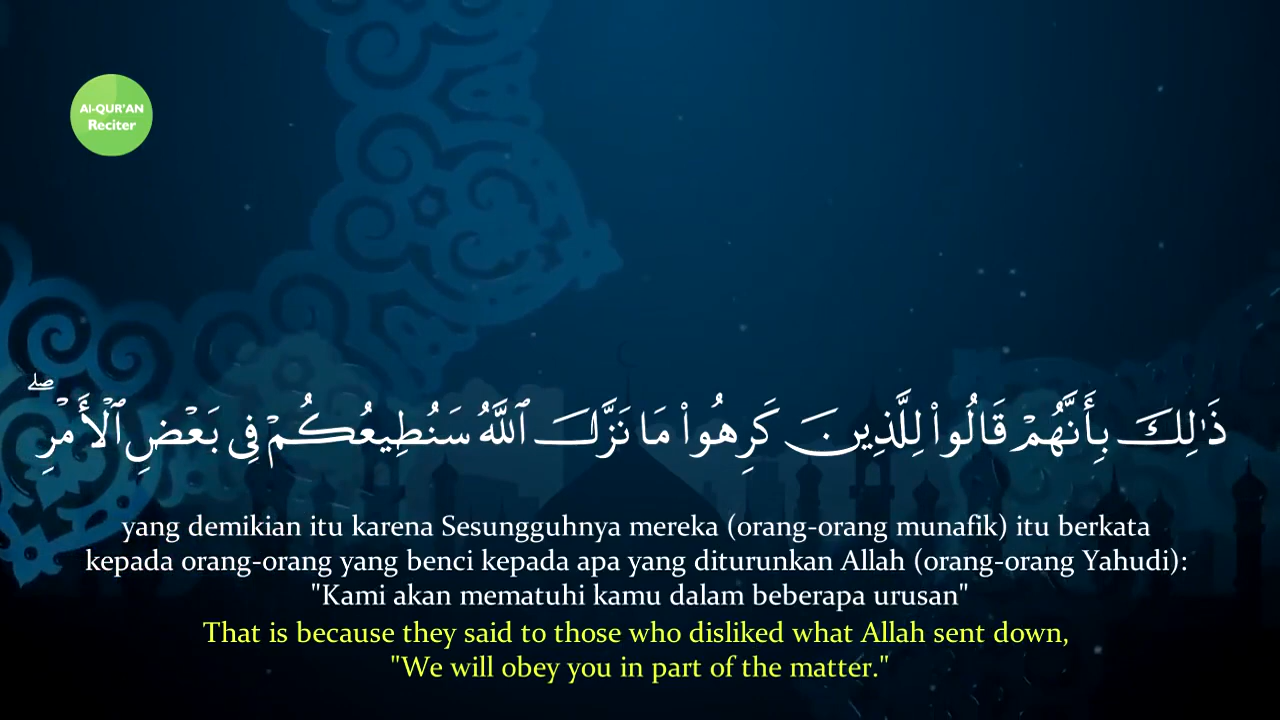 Al-QUR'AN
Reciter
ذَٰلِكَ بِأَنَّهُمْ قَالُوا۟ لِلَّذِينَ كَرِهُوا۟ مَا نَزَّلَ ٱللَّهُ سَنُطِيعُكُمْ فِى بَعْضِ ٱلْأَمْرِ ۖ
yang demikian itu karena Sesungguhnya mereka (orang-orang munafik) itu berkata
kepada orang-orang yang benci kepada apa yang diturunkan Allah (orang-orang Yahudi):
"Kami akan mematuhi kamu dalam beberapa urusan"
That is because they said to those who disliked what Allah sent down,
"We will obey you in part of the matter."